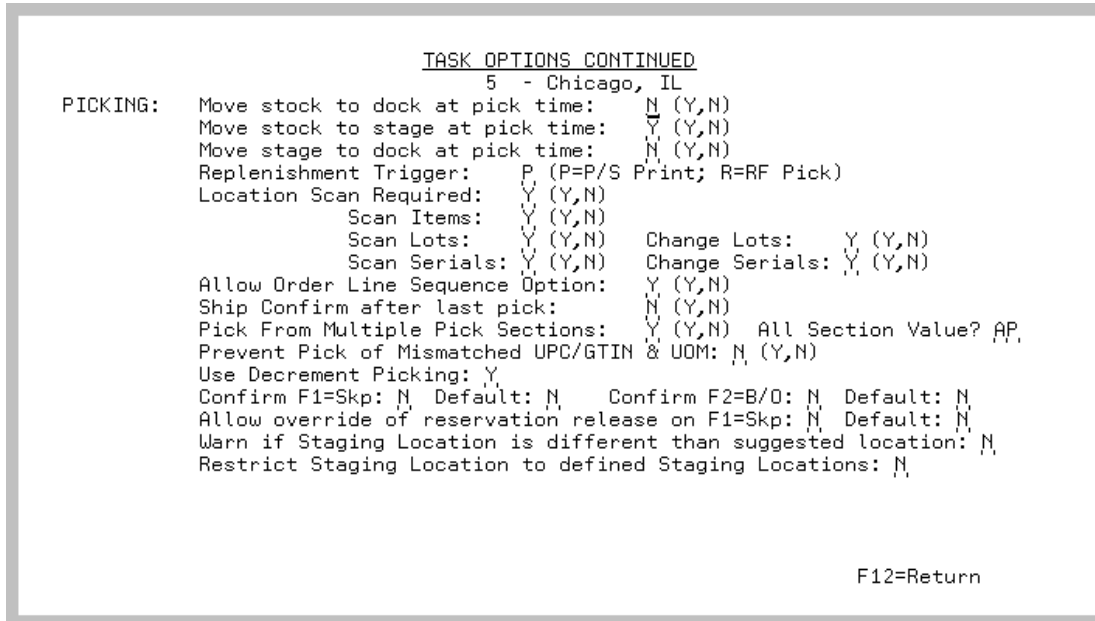 TASK OPTIONS CONTINUED
5 - Chicago, IL
PICKING: Move stock to dock at pick time: N (Y,N)
Move stock to stage at pick time: Y (Y,N)
Move stage to dock at pick time: N (Y,N)
Replenishment Trigger: P (P=P/S Print; R=RF Pick)
Location Scan Required: Y (Y,N)
Scan Items: Y (Y,N)
Scan Lots: Y (Y,N) Change Lots: Y (Y,N)
Scan Serials: Y (Y,N) Change Serials: Y (Y,N)
Allow Order Line Sequence Option: Y (Y,N)
Ship Confirm after last pick: N (Y,N)
Pick From Multiple Pick Sections: Y (Y,N) All Section Value? AP
Prevent Pick of Mismatched UPC/GTIN & UOM: N (Y,N)
Use Decrement Picking: Y
Confirm F1=Skp: N Default: N Confirm F2=B/O: N Default: N
Allow override of reservation release on F1=Skp: N Default: N
Warn if Staging Location is different than suggested location: N
Restrict Staging Location to defined Staging Locations: N
F12=Return